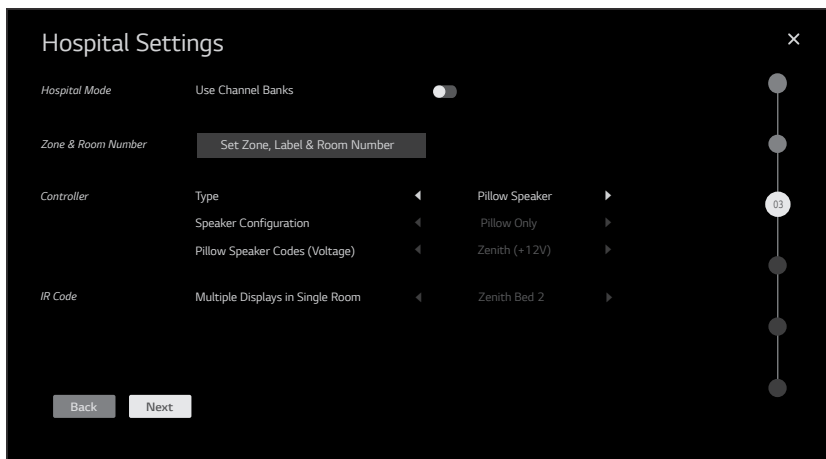 Hospital Settings
Hospital Mode Use Channel Banks
Zone & Room Number Set Zone, Label & Room Number
Controller Type Pillow Speaker
03
Speaker Configuration Pillow Only
Pillow Speaker Codes (Voltage) Zenith (+12V)
IR Code Multiple Displays in Single Room Zenith Bed 2
Back Next